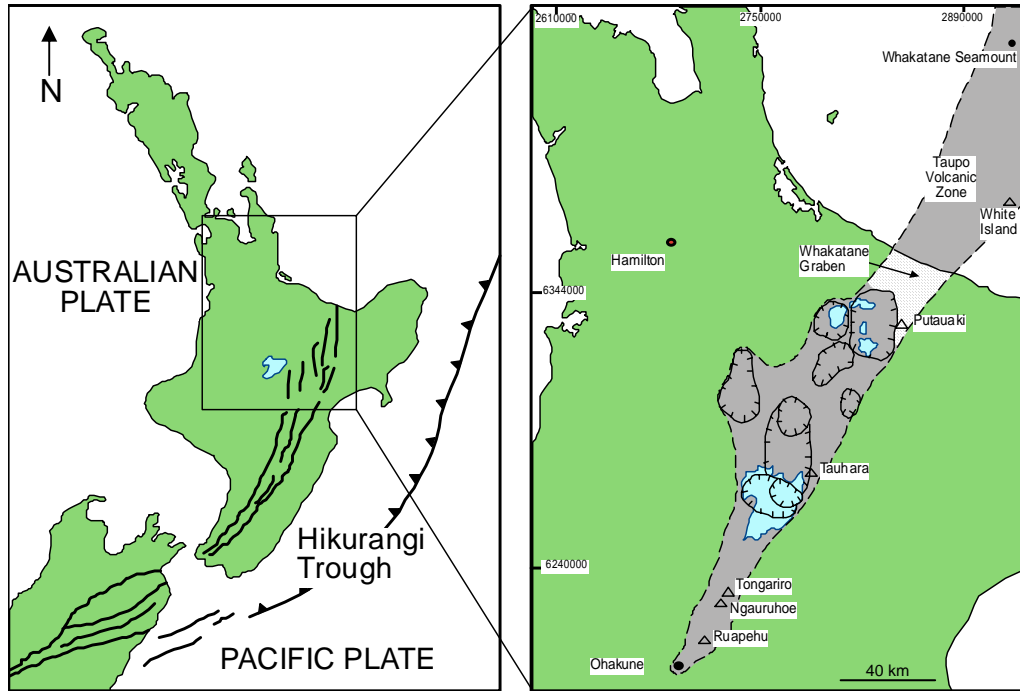 N
AUSTRALIAN
PLATE
Hikurangi
Trough
PACIFIC PLATE
2610000
2750000
2890000
Whakatane Seamount
Taupo
Volcanic
Zone
White
Island
Whakatane
Graben
Hamilton
6344000
Putauaki
Tauhara
6240000
Tongariro
Ngauruhoe
Ruapehu
Ohakune
40 km